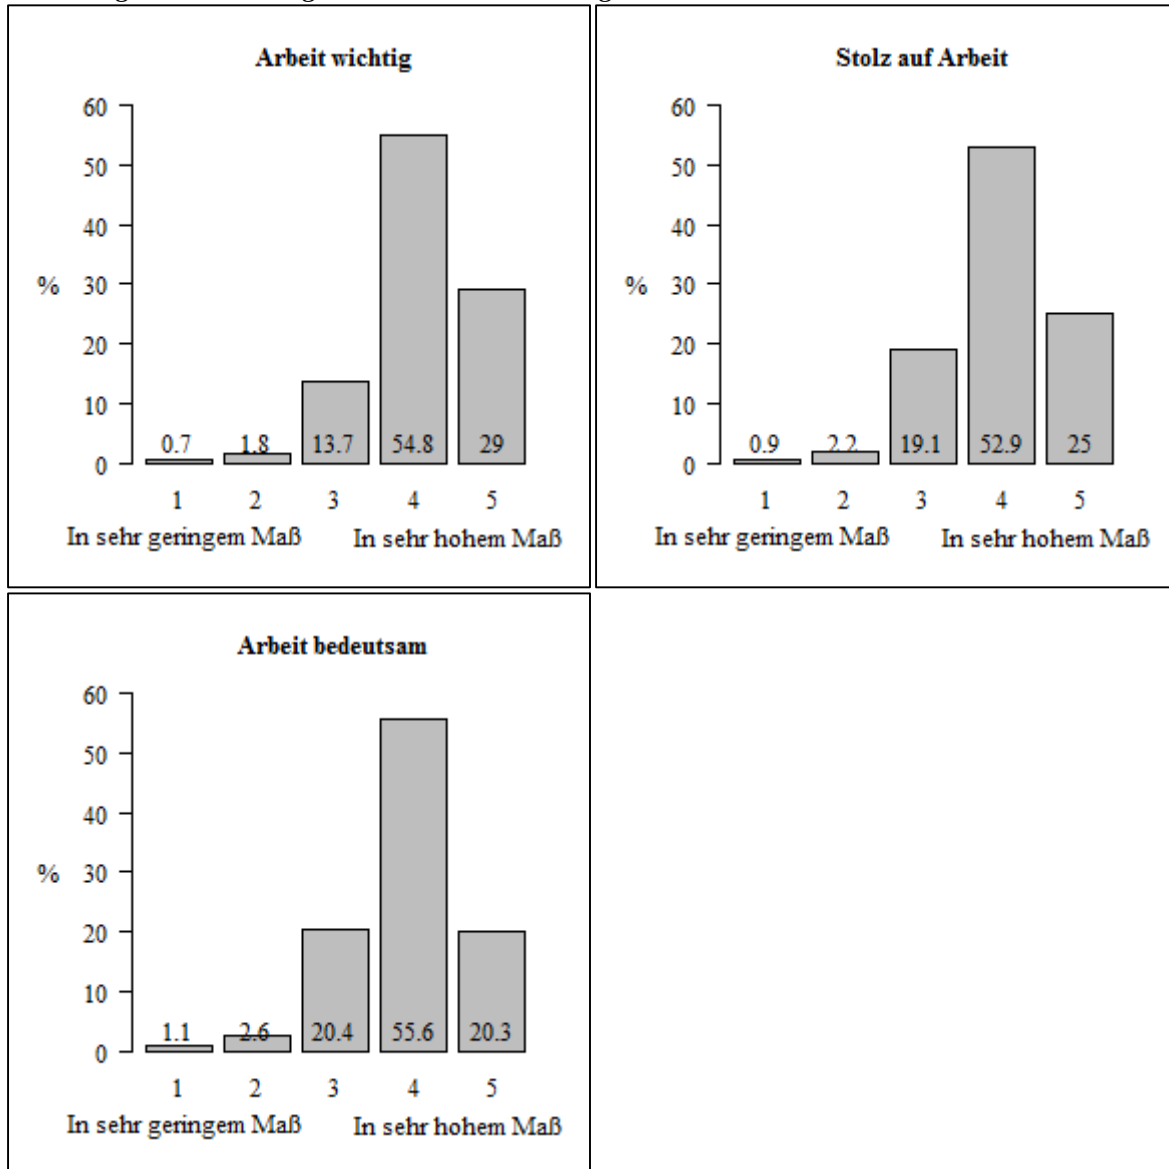 Arbeit wichtig
60
50
40
% 30
20
10
0
0.7 1.8 13.7 54.8 29
1 2 3 4 5
In sehr geringem Maß In sehr hohem Maß
Stolz auf Arbeit
60
50
40
% 30
20
10
0
0.9 2.2 19.1 52.9 25
1 2 3 4 5
In sehr geringem Maß In sehr hohem Maß
Arbeit bedeutsam
60
50
40
% 30
20
10
0
1.1 2.6 20.4 55.6 20.3
1 2 3 4 5
In sehr geringem Maß In sehr hohem Maß